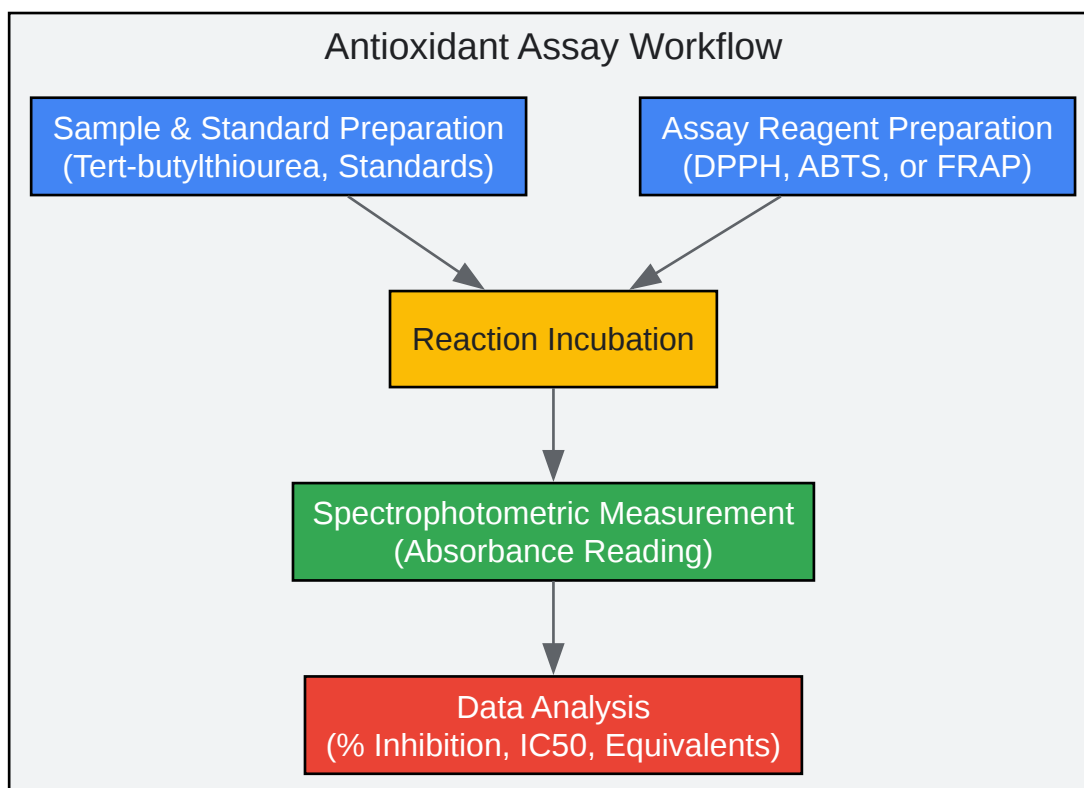 Antioxidant Assay Workflow
Sample & Standard Preparation
(Tert-butylthiourea, Standards)
Assay Reagent Preparation
(DPPH, ABTS, or FRAP)
Reaction Incubation
Spectrophotometric Measurement
(Absorbance Reading)
Data Analysis
(% Inhibition, IC50, Equivalents)